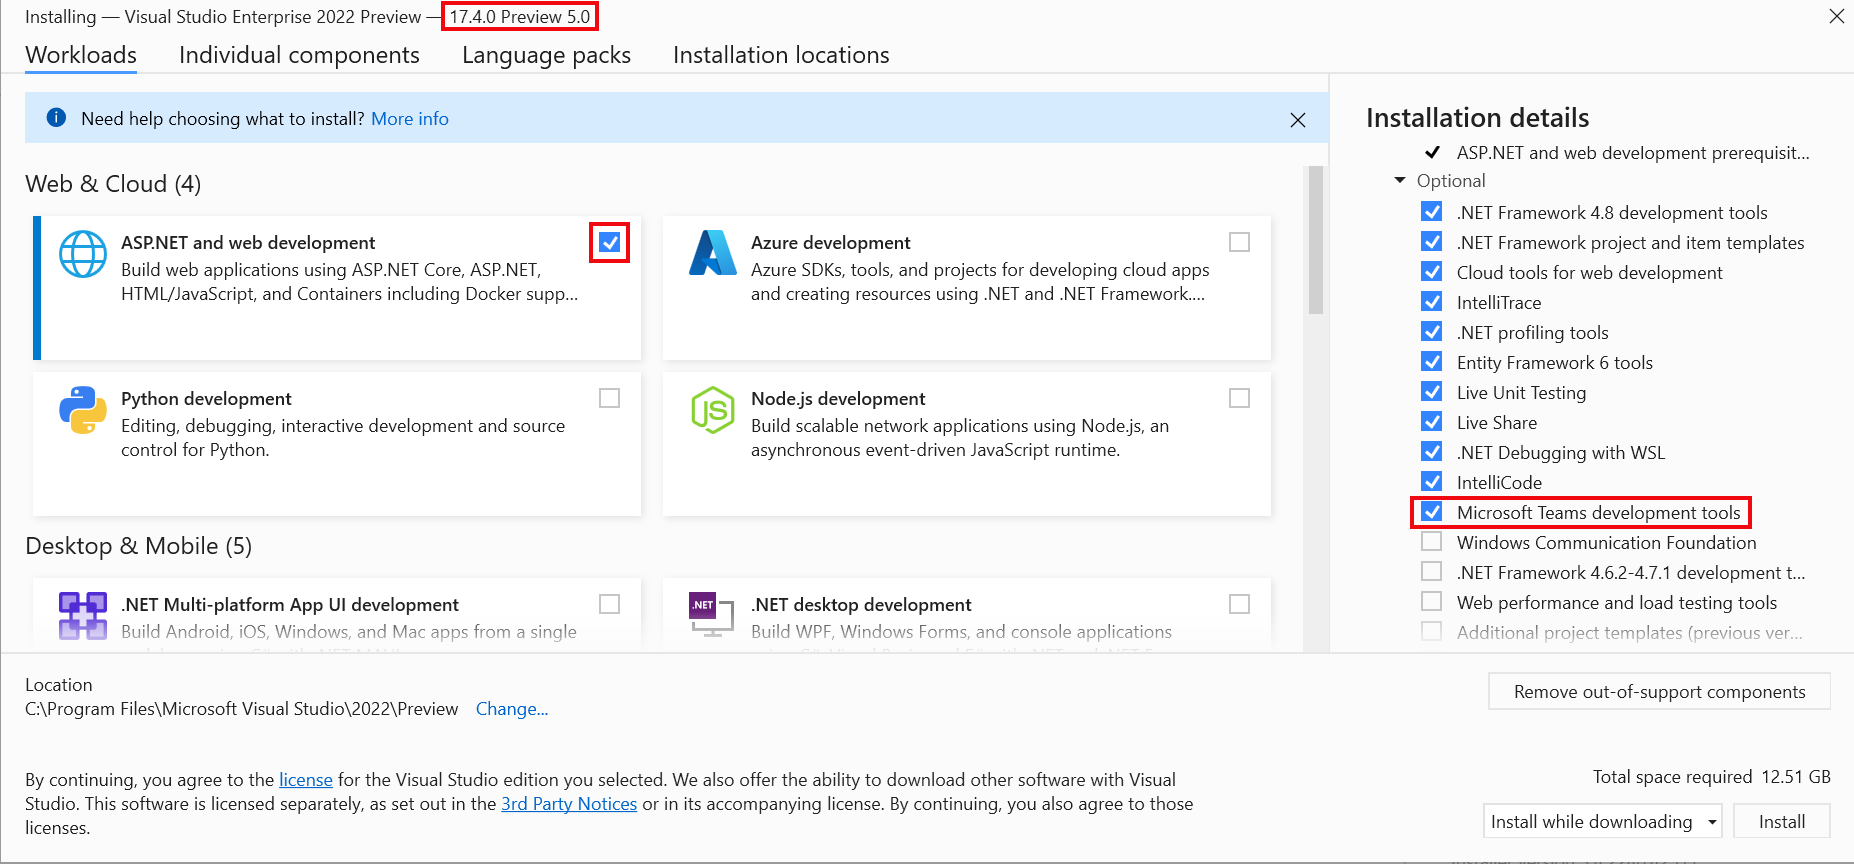 Installing — Visual Studio Enterprise 2022 Preview — 17.4.0 Preview 5.0
Workloads
Individual components
Language packs
Installation locations
Need help choosing what to install? More info
Web & Cloud (4)
ASP.NET and web development
Build web applications using ASP.NET Core, ASP.NET,
HTML/JavaScript, and Containers including Docker supp...
Azure development
Azure SDKs, tools, and projects for developing cloud apps
and creating resources using .NET and .NET Framework....
Python development
Editing, debugging, interactive development and source
control for Python.
JS
Node.js development
Build scalable network applications using Node.js, an
asynchronous event-driven JavaScript runtime.
Desktop & Mobile (5)
.NET Multi-platform App UI development
Build Android, iOS, Windows, and Mac apps from a single
.NET
.NET desktop development
Build WPF, Windows Forms, and console applications
Installation details
ASP.NET and web development prerequisit...
Optional
.NET Framework 4.8 development tools
.NET Framework project and item templates
Cloud tools for web development
IntelliTrace
.NET profiling tools
Entity Framework 6 tools
Live Unit Testing
Live Share
.NET Debugging with WSL
IntelliCode
Microsoft Teams development tools
Windows Communication Foundation
.NET Framework 4.6.2-4.7.1 development t...
Web performance and load testing tools
Additional project templates (previous ver...
Location
C:\Program Files\Microsoft Visual Studio\2022\Preview Change...
Remove out-of-support components
By continuing, you agree to the license for the Visual Studio edition you selected. We also offer the ability to download other software with Visual
Studio. This software is licensed separately, as set out in the 3rd Party Notices or in its accompanying license. By continuing, you also agree to those
licenses.
Total space required 12.51 GB
Install while downloading
Install